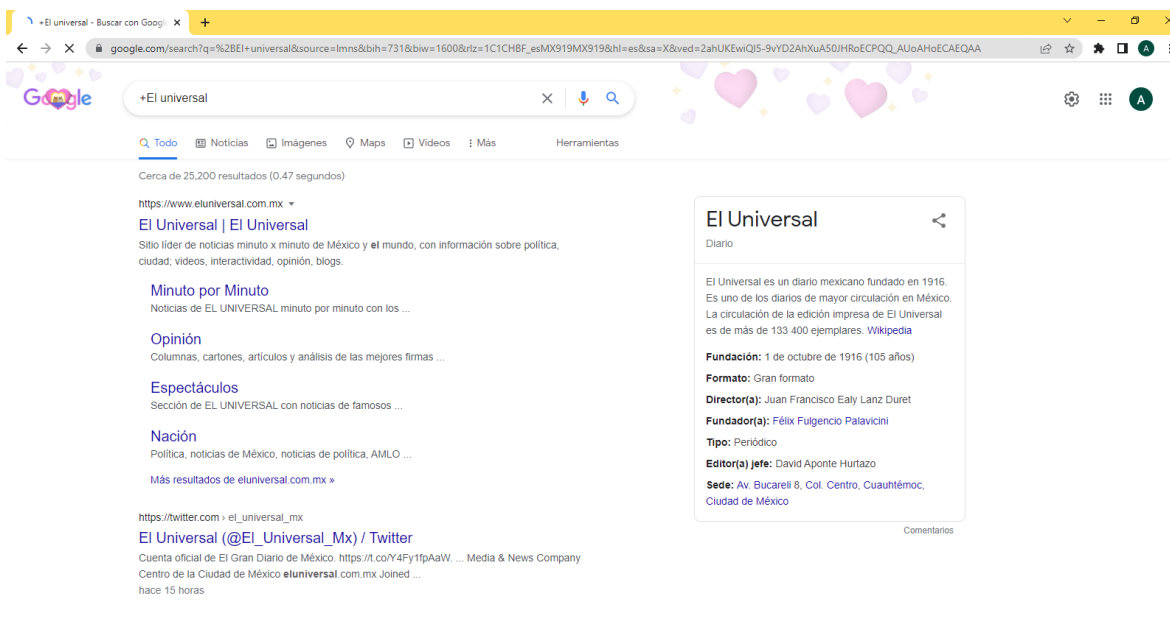 +El universal - Buscar con Googl
google.com/search?q=%2BEl+universal&source=lmns&bih=731&biw=1600&rlz=1C1CHBF_esMX919MX919&hl=es&sa=X&ved=2ahUKEwiQl5-9vYD2AhXuA50JHRoECPQQ_AUoAHoECAEQAA
A
Google
+El universal
A
Todo
Noticias
Imágenes
Maps
Videos
Más
Herramientas
Cerca de 25,200 resultados (0.47 segundos)
https://www.eluniversal.com.mx
El Universal | El Universal
Sitio líder de noticias minuto x minuto de México y el mundo, con información sobre política,
ciudad; videos, interactividad, opinión, blogs.
Minuto por Minuto
Noticias de EL UNIVERSAL minuto por minuto con los ...
Opinión
Columnas, cartones, artículos y análisis de las mejores firmas ...
Espectáculos
Sección de EL UNIVERSAL con noticias de famosos ...
Nación
Política, noticias de México, noticias de política, AMLO ...
Más resultados de eluniversal.com.mx »
https://twitter.com › el_universal_mx
El Universal (@El_Universal_Mx) / Twitter
Cuenta oficial de El Gran Diario de México. https://t.co/Y4Fy1fpAaW. ... Media & News Company
Centro de la Ciudad de México eluniversal.com.mx Joined ...
hace 15 horas
El Universal
Diario
El Universal es un diario mexicano fundado en 1916.
Es uno de los diarios de mayor circulación en México.
La circulación de la edición impresa de El Universal
es de más de 133 400 ejemplares. Wikipedia
Fundación: 1 de octubre de 1916 (105 años)
Formato: Gran formato
Director(a): Juan Francisco Ealy Lanz Duret
Fundador(a): Félix Fulgencio Palavicini
Tipo: Periódico
Editor(a) jefe: David Aponte Hurtazo
Sede: Av. Bucareli 8, Col. Centro, Cuauhtémoc,
Ciudad de México
Comentarios